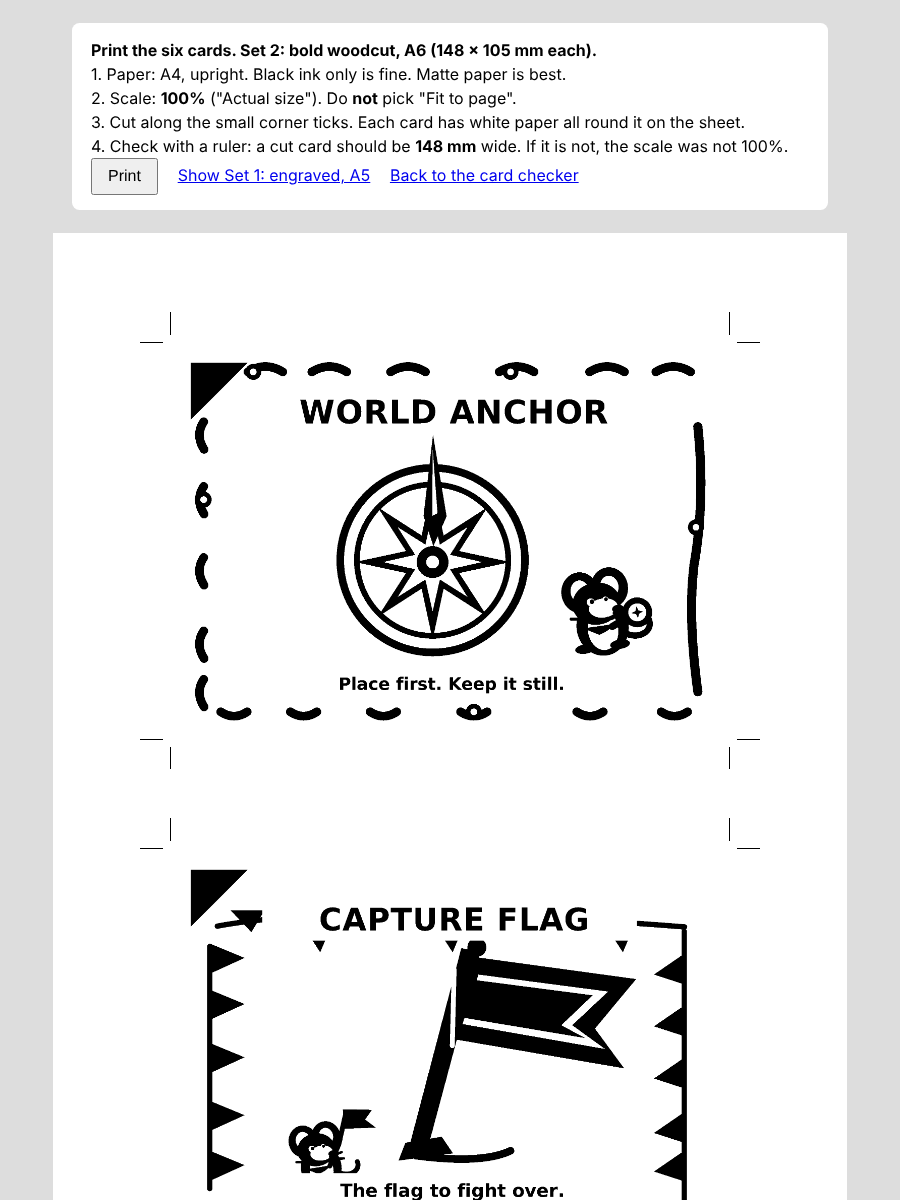 Print the six cards. Set 2: bold woodcut, A6 (148 × 105 mm each).
1. Paper: A4, upright. Black ink only is fine. Matte paper is best.
2. Scale: 100% ("Actual size"). Do not pick "Fit to page".
3. Cut along the small corner ticks. Each card has white paper all round it on the sheet.
4. Check with a ruler: a cut card should be 148 mm wide. If it is not, the scale was not 100%.
Print Show Set 1: engraved, A5 Back to the card checker
WORLD ANCHOR
Place first. Keep it still.
CAPTURE FLAG
The flag to fight over.